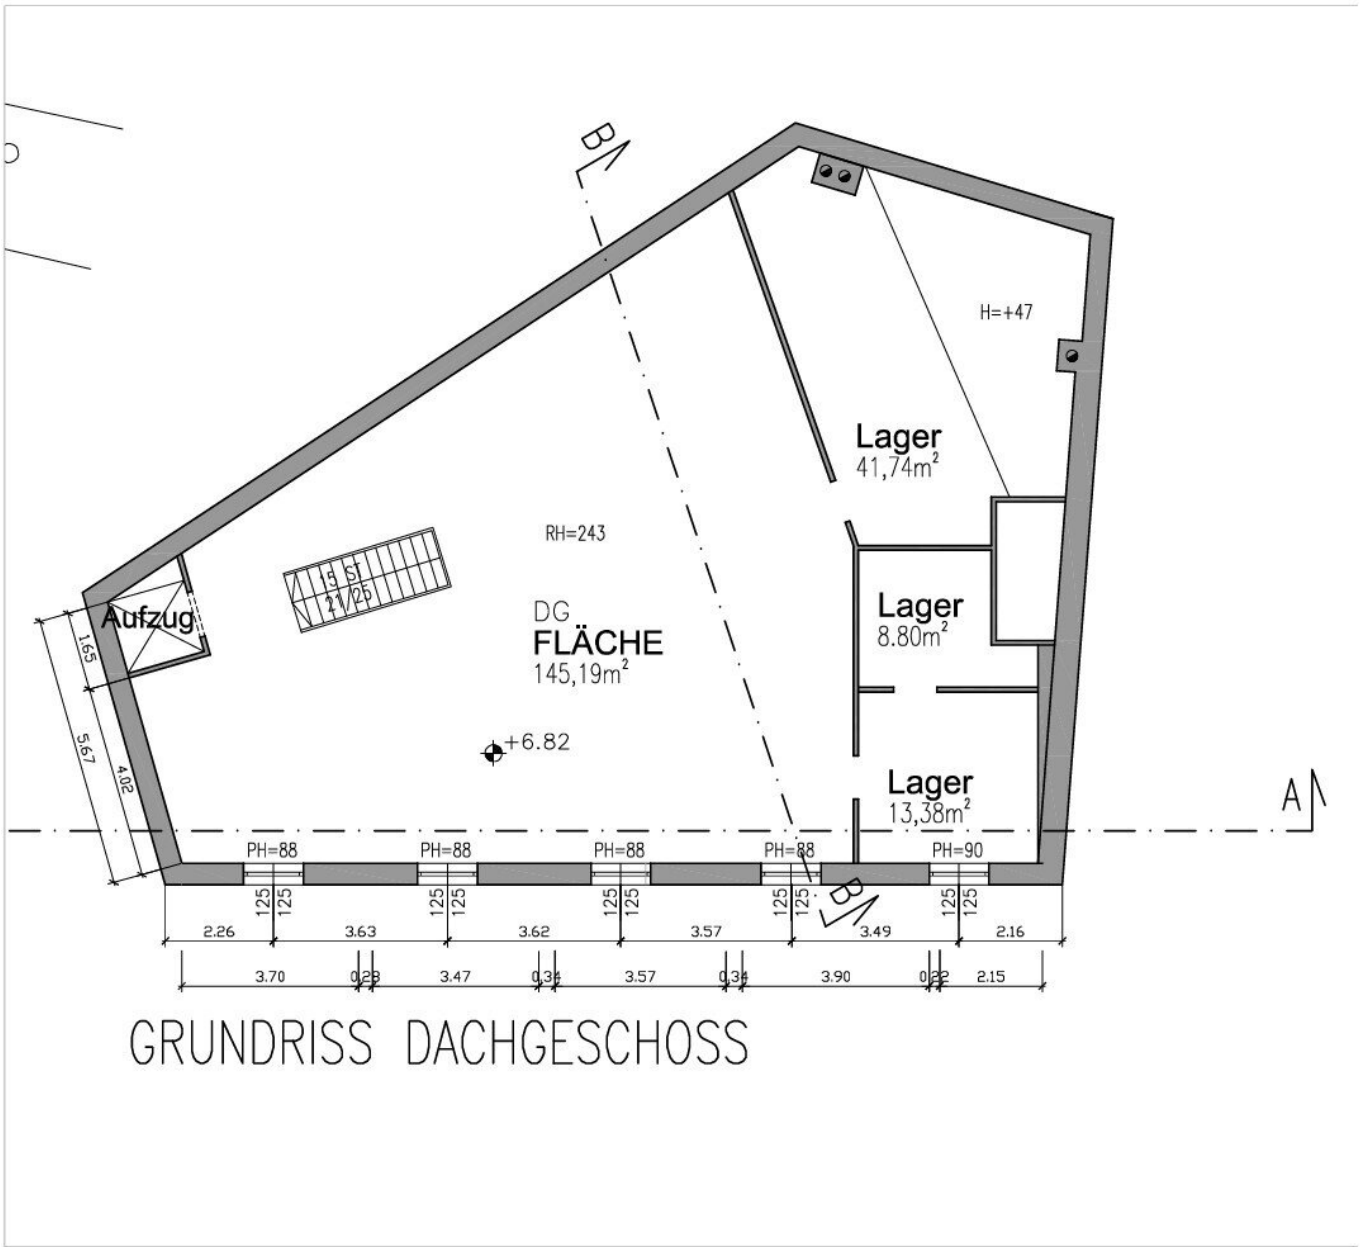 B
H=+47
Lager
41,74m²
RH=243
15 ST
21/25
DG
FLÄCHE
145,19m²
Aufzug
Lager
8.80m²
1.65
5.67
4.02
+6.82
Lager
13,38m²
A
PH=88
PH=88
PH=88
PH=88
PH=90
125
125
125
125
125
125
125
125
125
125
B
2.26
3.63
3.62
3.57
3.49
2.16
3.70
0.28
3.47
0.34
3.57
0.34
3.90
0.22
2.15
GRUNDRISS DACHGESCHOSS